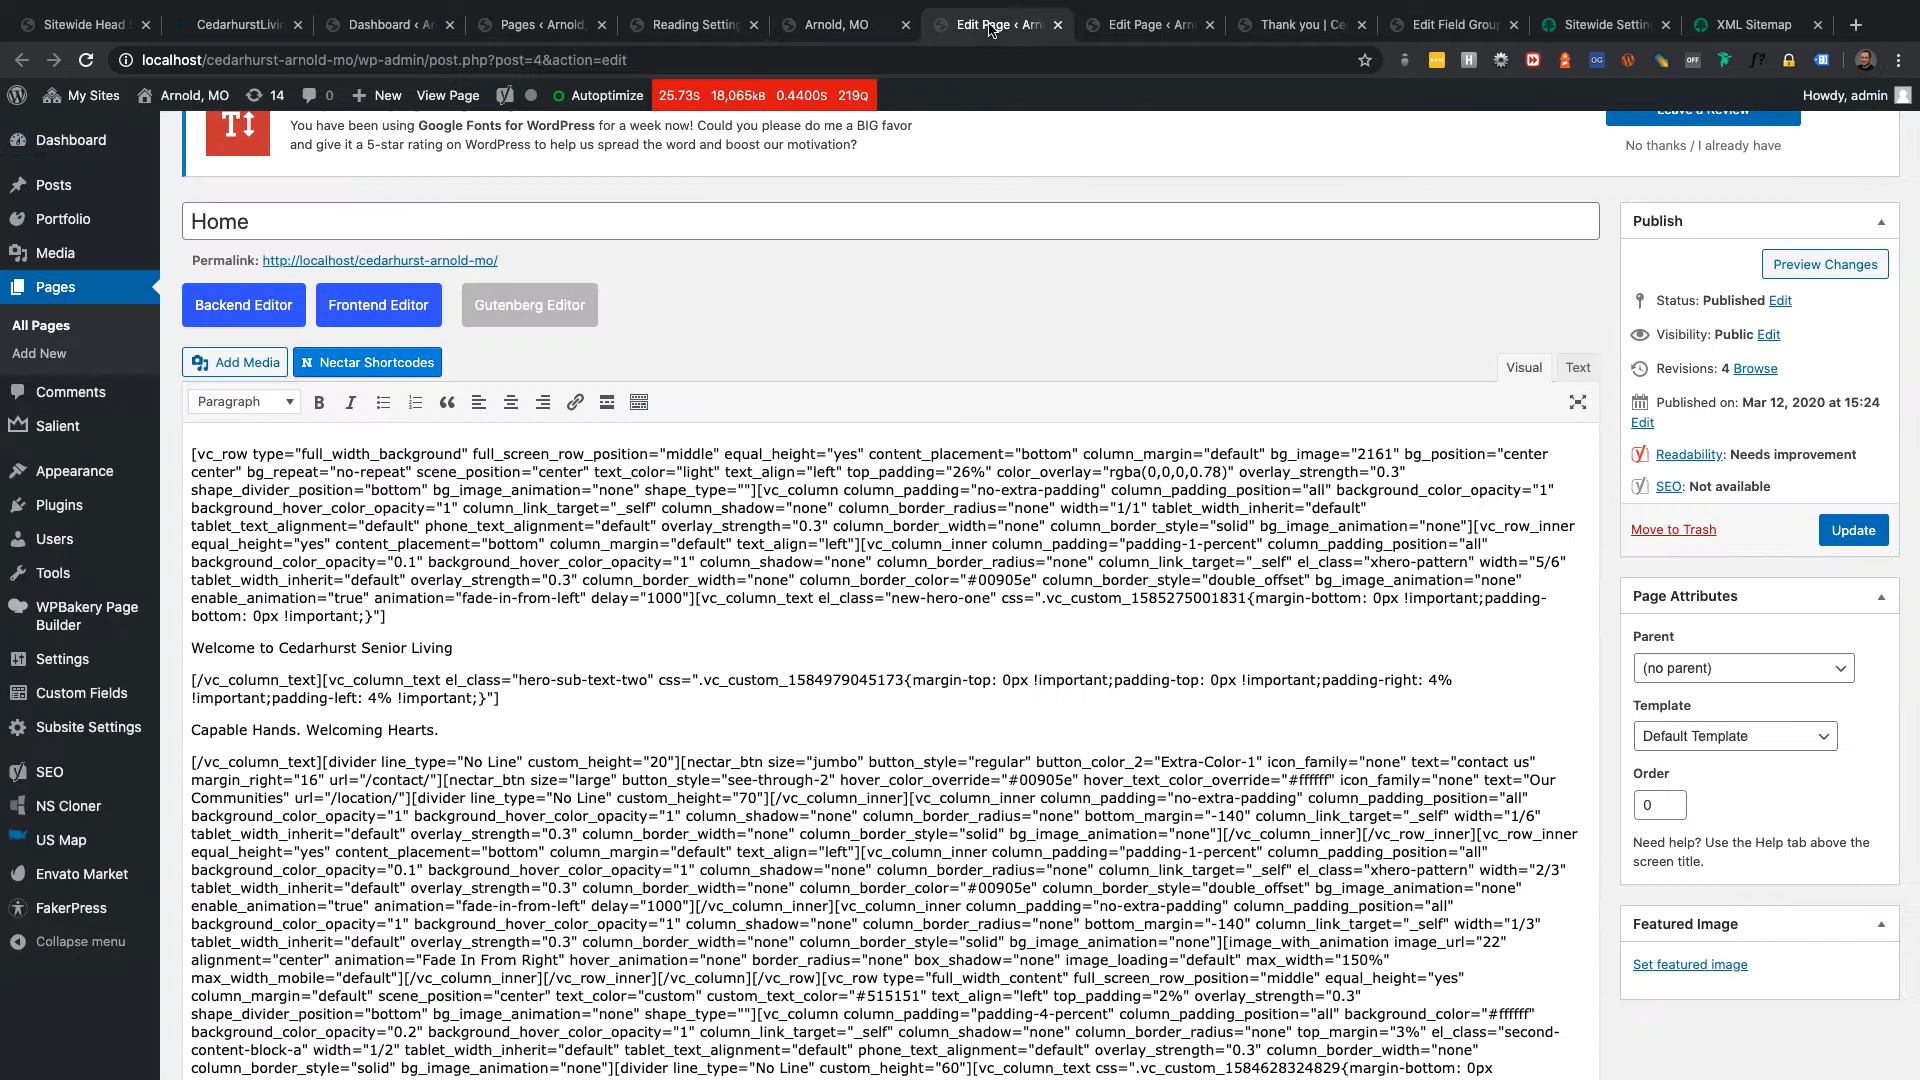 Sitewide Head S
CedarhurstLivin
Dashboard ‹ Ar
Pages ‹ Arnold,
Reading Setting
Arnold, MO
Edit Page ‹ Arn
Edit Page ‹ Arn
Thank you | Ce
Edit Field Grou
Sitewide Settin
XML Sitemap
localhost/cedarhurst-arnold-mo/wp-admin/post.php?post=4&action=edit
My Sites
Arnold, MO
14
0
New
View Page
Autoptimize
25.73S 18,065KB 0.4400S 219Q
Howdy, admin
Dashboard
Posts
Portfolio
Media
Pages
All Pages
Add New
Comments
Salient
Appearance
Plugins
Users
Tools
WPBakery Page
Builder
Settings
Custom Fields
Subsite Settings
SEO
NS Cloner
US Map
Envato Market
FakerPress
Collapse menu
You have been using Google Fonts for WordPress for a week now! Could you please do me a BIG favor
and give it a 5-star rating on WordPress to help us spread the word and boost our motivation?
Leave a Review
No thanks / I already have
Home
Permalink: http://localhost/cedarhurst-arnold-mo/
Backend Editor
Frontend Editor
Gutenberg Editor
Add Media
N Nectar Shortcodes
Visual
Text
Paragraph
[vc_row type="full_width_background" full_screen_row_position="middle" equal_height="yes" content_placement="bottom" column_margin="default" bg_image="2161" bg_position="center
center" bg_repeat="no-repeat" scene_position="center" text_color="light" text_align="left" top_padding="26%" color_overlay="rgba(0,0,0,0.78)" overlay_strength="0.3"
shape_divider_position="bottom" bg_image_animation="none" shape_type=""][vc_column column_padding="no-extra-padding" column_padding_position="all" background_color_opacity="1"
background_hover_color_opacity="1" column_link_target="_self" column_shadow="none" column_border_radius="none" width="1/1" tablet_width_inherit="default"
tablet_text_alignment="default" phone_text_alignment="default" overlay_strength="0.3" column_border_width="none" column_border_style="solid" bg_image_animation="none"][vc_row_inner
equal_height="yes" content_placement="bottom" column_margin="default" text_align="left"][vc_column_inner column_padding="padding-1-percent" column_padding_position="all"
background_color_opacity="0.1" background_hover_color_opacity="1" column_shadow="none" column_border_radius="none" column_link_target="_self" el_class="xhero-pattern" width="5/6"
tablet_width_inherit="default" overlay_strength="0.3" column_border_width="none" column_border_color="#00905e" column_border_style="double_offset" bg_image_animation="none"
enable_animation="true" animation="fade-in-from-left" delay="1000"][vc_column_text el_class="new-hero-one" css=".vc_custom_1585275001831{margin-bottom: 0px !important;padding-
bottom: 0px !important;}"]
Welcome to Cedarhurst Senior Living
[/vc_column_text][vc_column_text el_class="hero-sub-text-two" css=".vc_custom_1584979045173{margin-top: 0px !important;padding-top: 0px !important;padding-right: 4%
!important;padding-left: 4% !important;}"]
Capable Hands. Welcoming Hearts.
[/vc_column_text][divider line_type="No Line" custom_height="20"][nectar_btn size="jumbo" button_style="regular" button_color_2="Extra-Color-1" icon_family="none" text="contact us"
margin_right="16" url="/contact/"][nectar_btn size="large" button_style="see-through-2" hover_color_override="#00905e" hover_text_color_override="#ffffff" icon_family="none" text="Our
Communities" url="/location/"][divider line_type="No Line" custom_height="70"][/vc_column_inner][vc_column_inner column_padding="no-extra-padding" column_padding_position="all"
background_color_opacity="1" background_hover_color_opacity="1" column_shadow="none" column_border_radius="none" bottom_margin="-140" column_link_target="_self" width="1/6"
tablet_width_inherit="default" overlay_strength="0.3" column_border_width="none" column_border_style="solid" bg_image_animation="none"][/vc_column_inner][/vc_row_inner][vc_row_inner
equal_height="yes" content_placement="bottom" column_margin="default" text_align="left"][vc_column_inner column_padding="padding-1-percent" column_padding_position="all"
background_color_opacity="0.1" background_hover_color_opacity="1" column_shadow="none" column_border_radius="none" column_link_target="_self" el_class="xhero-pattern" width="2/3"
tablet_width_inherit="default" overlay_strength="0.3" column_border_width="none" column_border_color="#00905e" column_border_style="double_offset" bg_image_animation="none"
enable_animation="true" animation="fade-in-from-left" delay="1000"][/vc_column_inner][vc_column_inner column_padding="no-extra-padding" column_padding_position="all"
background_color_opacity="1" background_hover_color_opacity="1" column_shadow="none" column_border_radius="none" bottom_margin="-140" column_link_target="_self" width="1/3"
tablet_width_inherit="default" overlay_strength="0.3" column_border_width="none" column_border_style="solid" bg_image_animation="none"][image_with_animation image_url="22"
alignment="center" animation="Fade In From Right" hover_animation="none" border_radius="none" box_shadow="none" image_loading="default" max_width="150%"
max_width_mobile="default"][/vc_column_inner][/vc_row_inner][/vc_column][/vc_row][vc_row type="full_width_content" full_screen_row_position="middle" equal_height="yes"
column_margin="default" scene_position="center" text_color="custom" custom_text_color="#515151" text_align="left" top_padding="2%" overlay_strength="0.3"
shape_divider_position="bottom" bg_image_animation="none" shape_type=""][vc_column column_padding="padding-4-percent" column_padding_position="all" background_color="#ffffff"
background_color_opacity="0.2" background_hover_color_opacity="1" column_link_target="_self" column_shadow="none" column_border_radius="none" top_margin="3%" el_class="second-
content-block-a" width="1/2" tablet_width_inherit="default" tablet_text_alignment="default" phone_text_alignment="default" overlay_strength="0.3" column_border_width="none"
column_border_style="solid" bg_image_animation="none"][divider line_type="No Line" custom_height="60"][vc_column_text css=".vc_custom_1584628324829{margin-bottom: 0px
Publish
Preview Changes
Status: Published Edit
Visibility: Public Edit
Revisions: 4 Browse
Published on: Mar 12, 2020 at 15:24
Edit
Readability: Needs improvement
SEO: Not available
Move to Trash
Update
Page Attributes
Parent
(no parent)
Template
Default Template
Order
0
Need help? Use the Help tab above the
screen title.
Featured Image
Set featured image